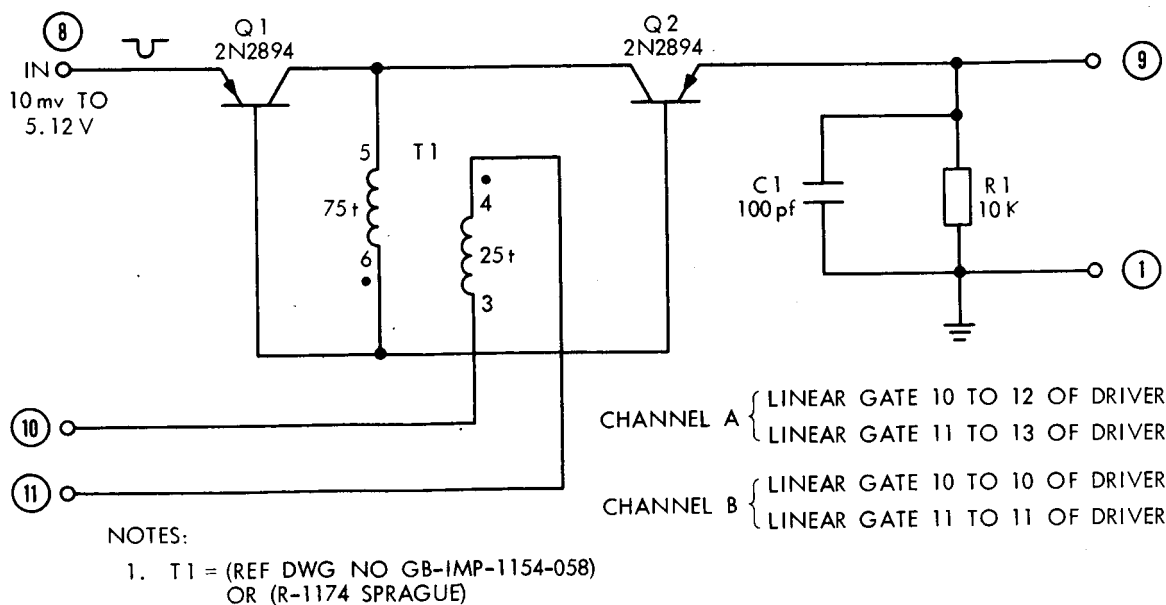 8
IN
10 mv TO
5.12 V
Q1
2N2894
Q2
2N2894
9
5
T1
4
75t
25t
6
3
C1
100 pf
R1
10K
1
10
11
CHANNEL A { LINEAR GATE 10 TO 12 OF DRIVER
LINEAR GATE 11 TO 13 OF DRIVER
CHANNEL B { LINEAR GATE 10 TO 10 OF DRIVER
LINEAR GATE 11 TO 11 OF DRIVER
NOTES:
1. T1 = (REF DWG NO GB-IMP-1154-058)
OR (R-1174 SPRAGUE)